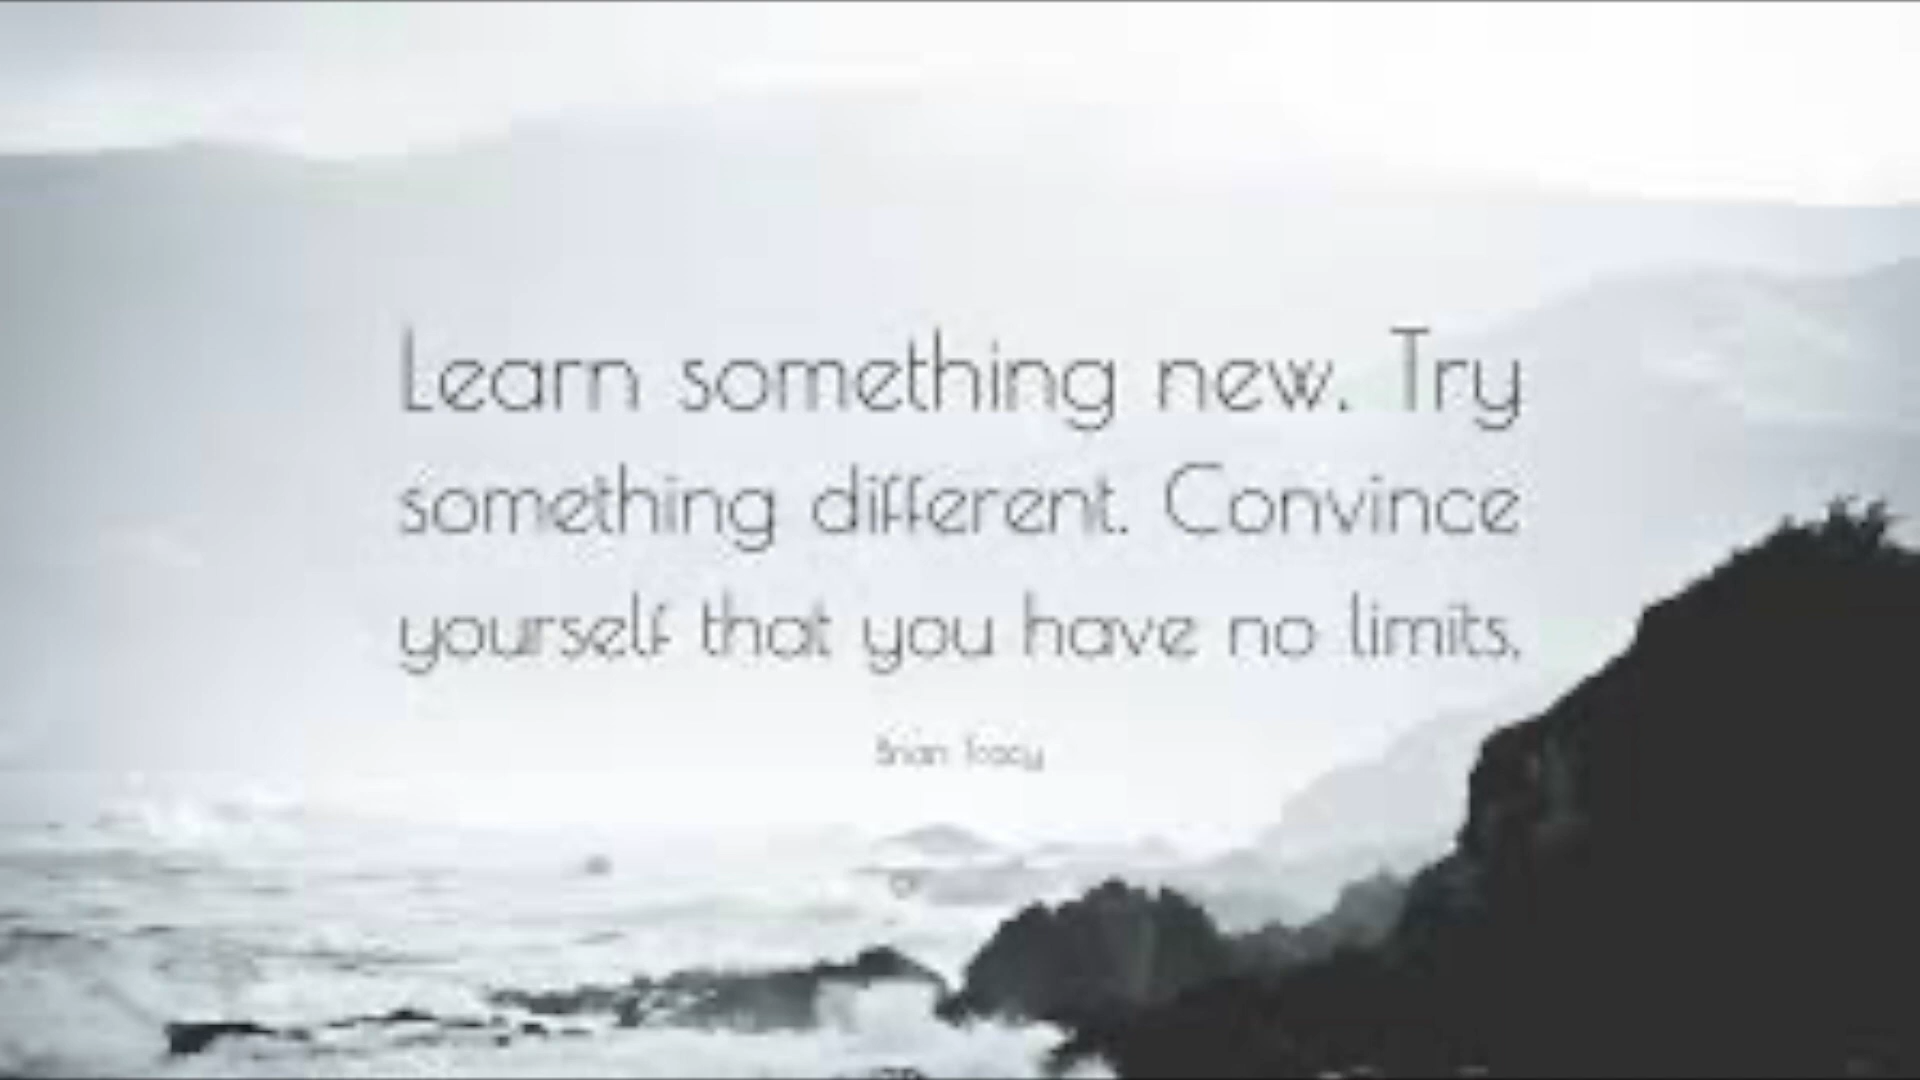 Learn something new. Try
something different. Convince
yourself that you have no limits.
Brian Tracy